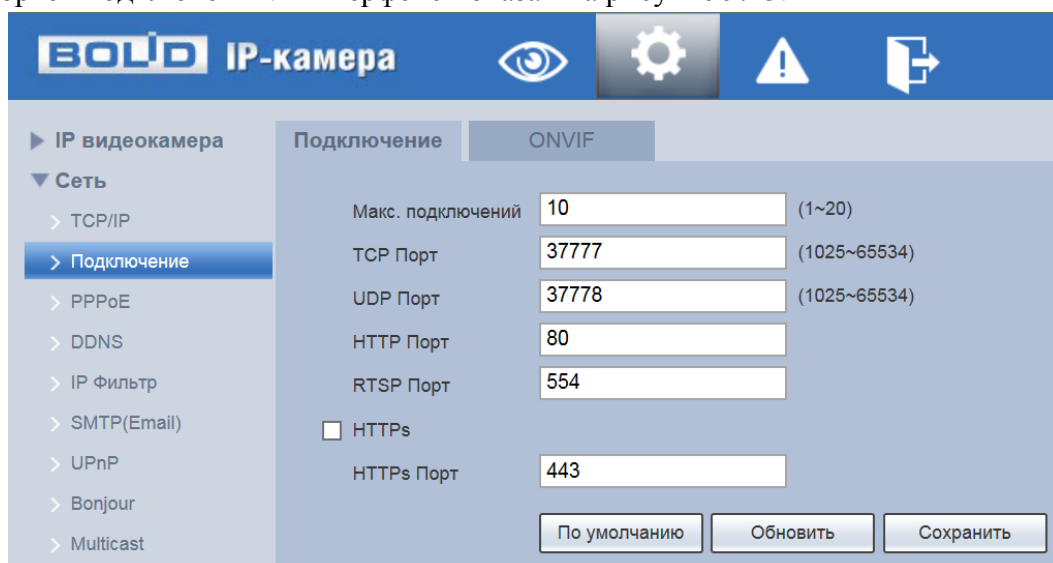 BOLID IP-камера
IP видеокамера
Сеть
TCP/IP
Подключение
PPPoE
DDNS
IP Фильтр
SMTP(Email)
UPnP
Bonjour
Multicast
Подключение ONVIF
Макс. подключений 10 (1~20)
TCP Порт 37777 (1025~65534)
UDP Порт 37778 (1025~65534)
HTTP Порт 80
RTSP Порт 554
HTTPs
HTTPs Порт 443
По умолчанию Обновить Сохранить